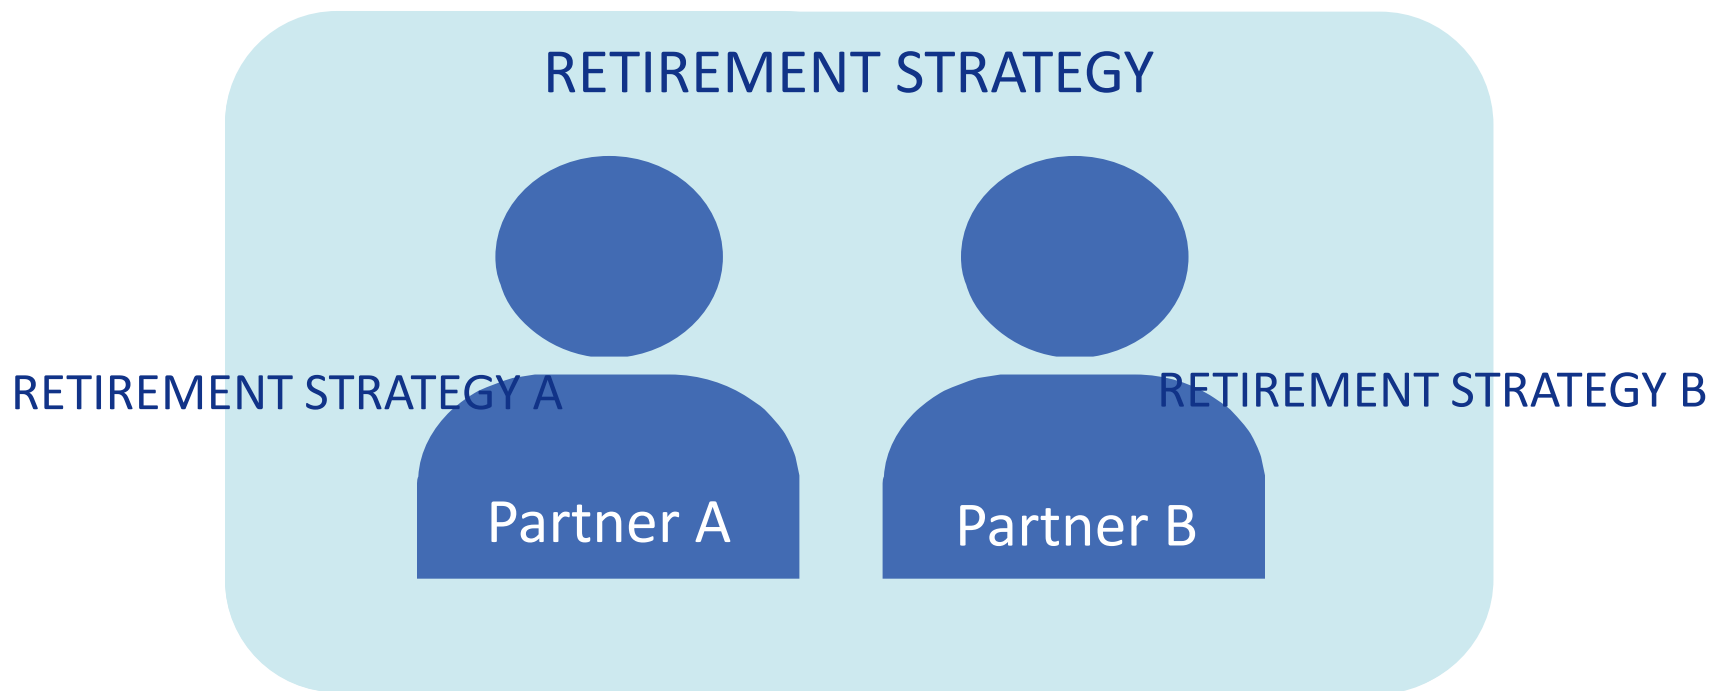 RETIREMENT STRATEGY
RETIREMENT STRATEGY A
RETIREMENT STRATEGY B
Partner A
Partner B